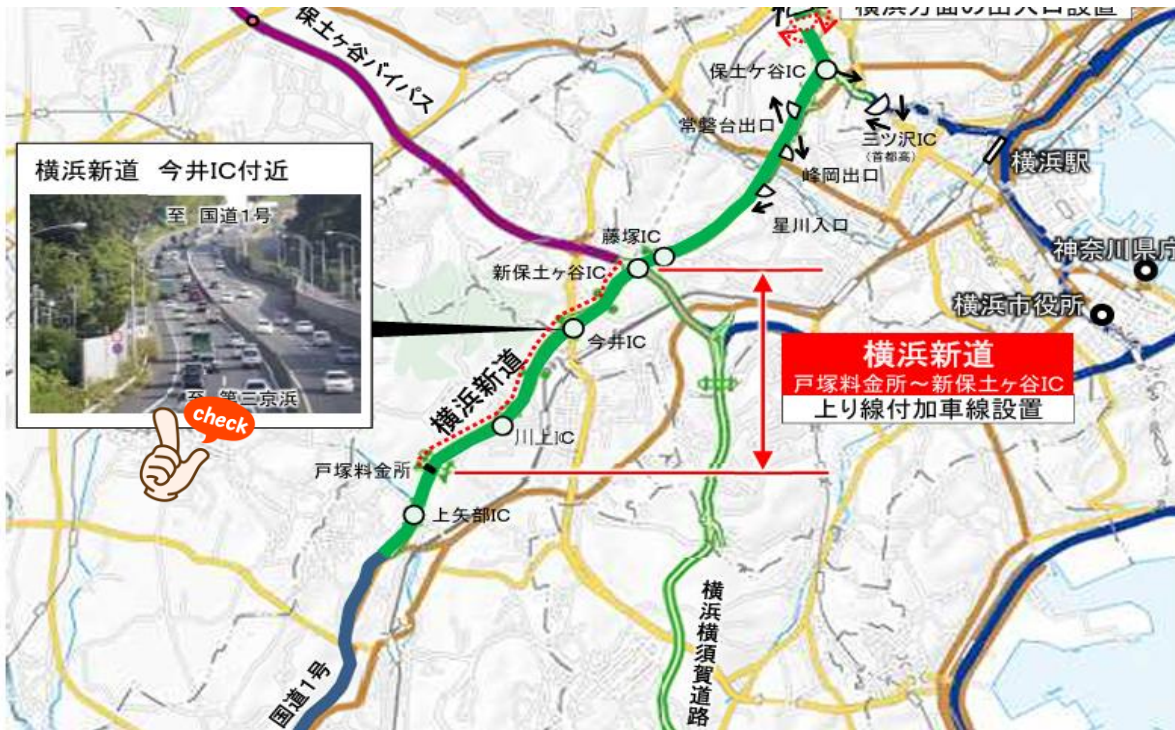 横浜方面の出入口設置
保土ヶ谷バイパス
保土ケ谷IC
常磐台出口
三ツ沢IC
(首都高)
横浜駅
峰岡出口
横浜新道 今井IC付近
至 国道1号
至 第三京浜
check
星川入口
藤塚IC
新保土ヶ谷IC
神奈川県庁
横浜市役所
今井IC
横浜新道
横浜新道
戸塚料金所～新保土ヶ谷IC
上り線付加車線設置
川上IC
戸塚料金所
上矢部IC
横浜横須賀道路
国道1号